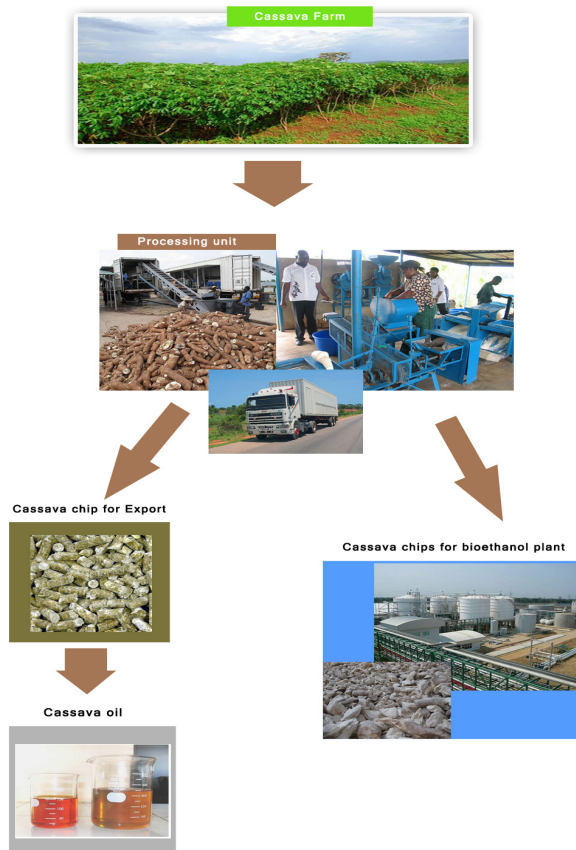 Cassava Farm
Processing unit
Cassava chip for Export
Cassava chips for bioethanol plant
Cassava oil